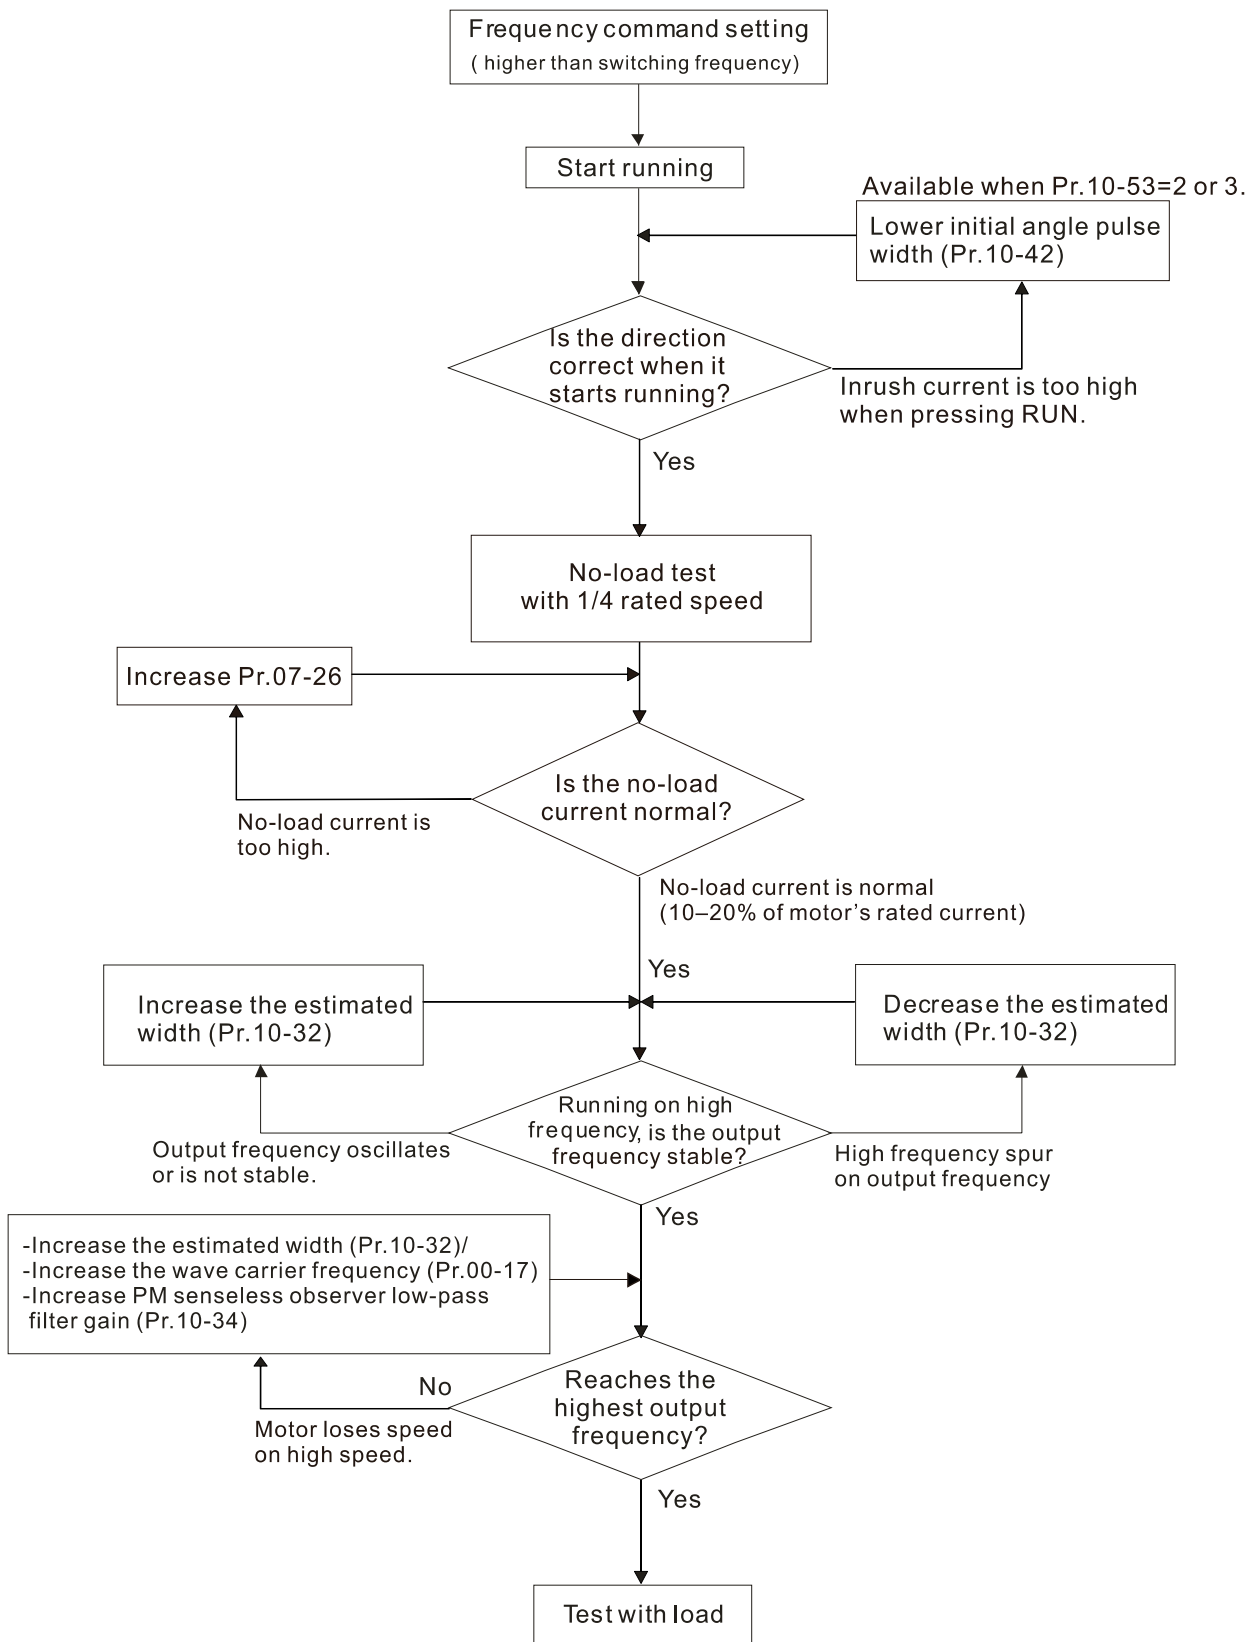 Frequency command setting
( higher than switching frequency)
Start running
Available when Pr.10-53=2 or 3.
Lower initial angle pulse
width (Pr.10-42)
Is the direction
correct when it
starts running?
Inrush current is too high
when pressing RUN.
Yes
No-load test
with 1/4 rated speed
Increase Pr.07-26
Is the no-load
current normal?
No-load current is
too high.
No-load current is normal
(10–20% of motor’s rated current)
Yes
Increase the estimated
width (Pr.10-32)
Decrease the estimated
width (Pr.10-32)
Running on high
frequency, is the output
frequency stable?
Output frequency oscillates
or is not stable.
High frequency spur
on output frequency
Yes
-Increase the estimated width (Pr.10-32)/
-Increase the wave carrier frequency (Pr.00-17)
-Increase PM senseless observer low-pass
filter gain (Pr.10-34)
No
Reaches the
highest output
frequency?
Motor loses speed
on high speed.
Yes
Test with load